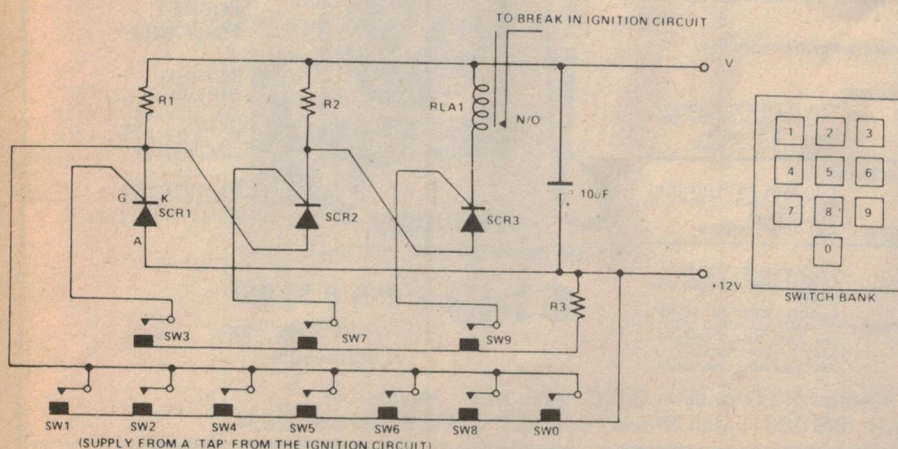 TO BREAK IN IGNITION CIRCUIT
V
R1
R2
RLA1
N/O
1 2 3
4 5 6
7 8 9
0
SWITCH BANK
G
K
SCR1
A
SCR2
SCR3
10uF
+
+12V
R3
SW3
SW7
SW9
SW1
SW2
SW4
SW5
SW6
SW8
SW0
(SUPPLY FROM A 'TAP' FROM THE IGNITION CIRCUIT)